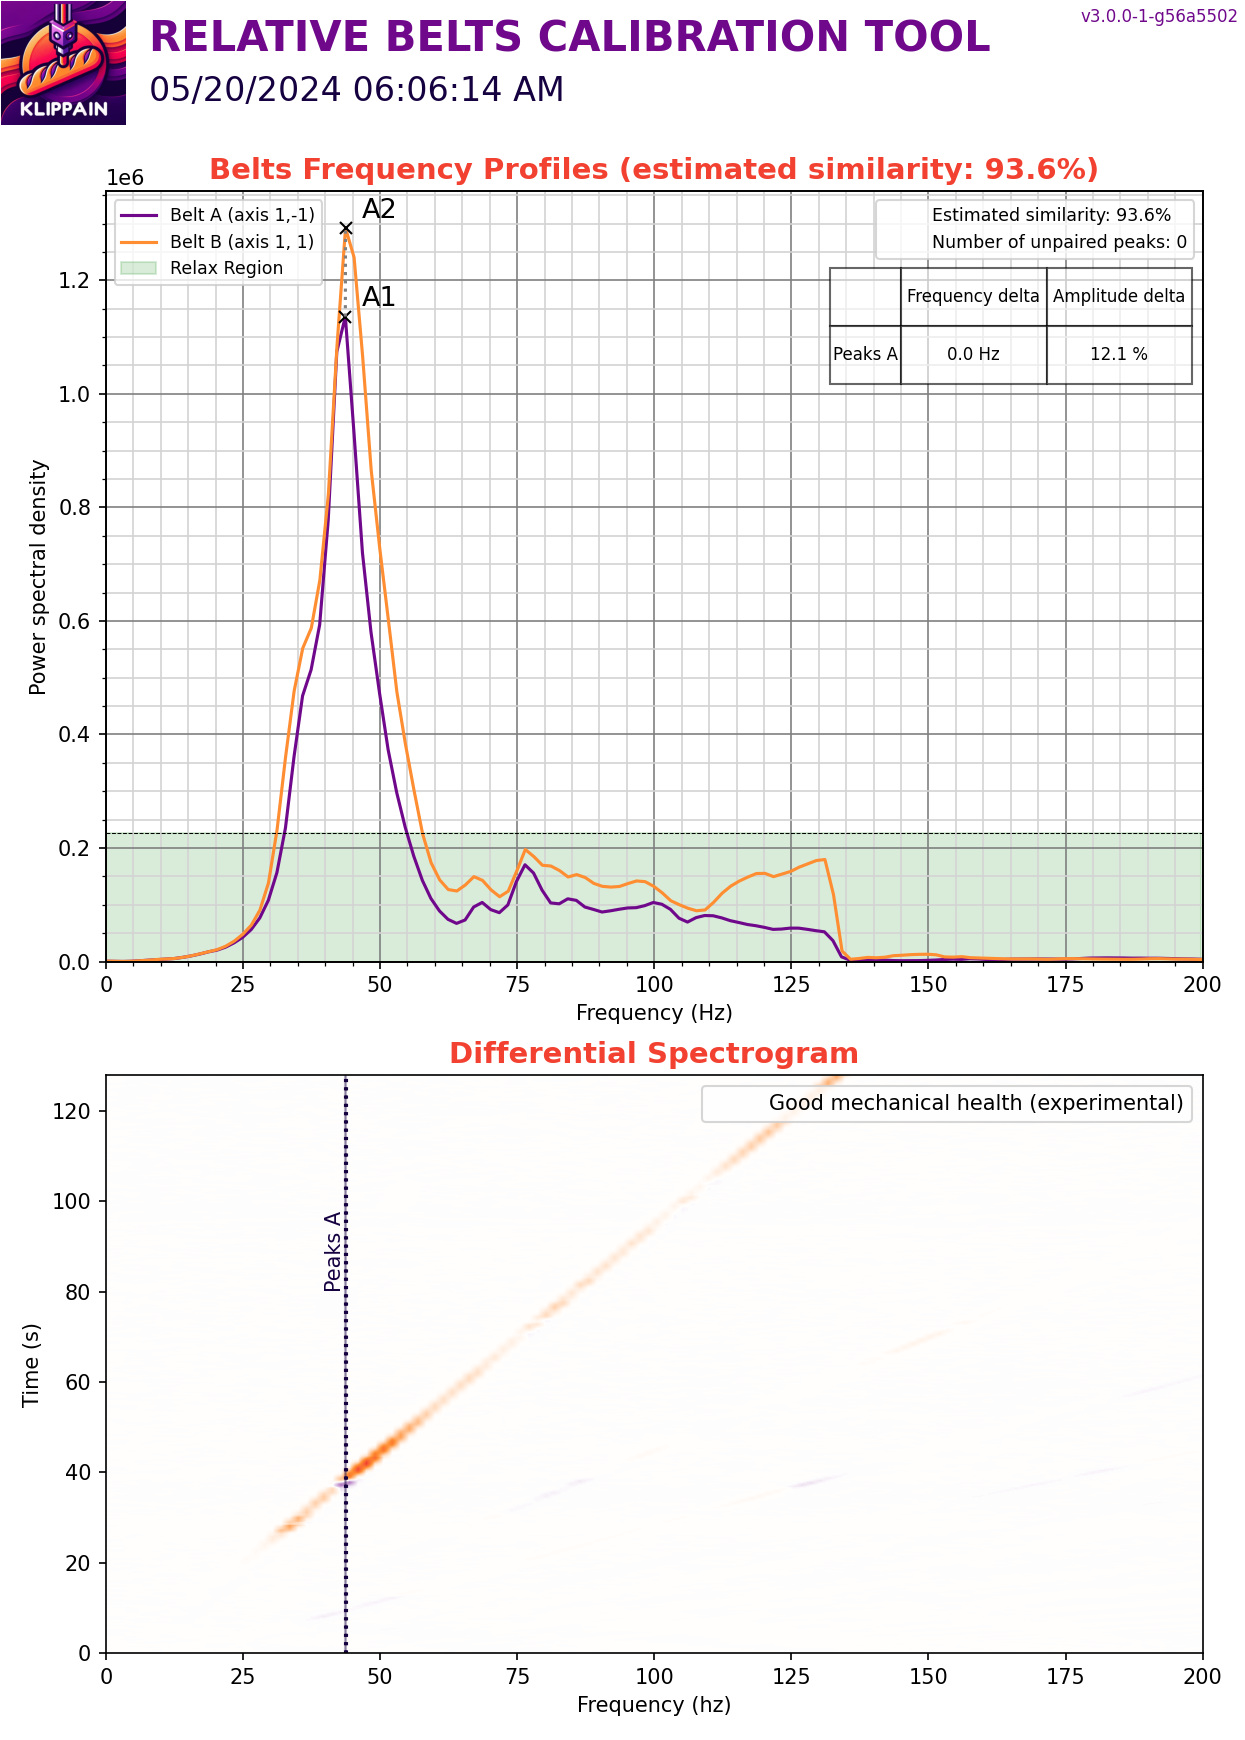 RELATIVE BELTS CALIBRATION TOOL
v3.0.0-1-g56a5502
05/20/2024 06:06:14 AM
KLIPPAIN
Belts Frequency Profiles (estimated similarity: 93.6%)
1e6
Belt A (axis 1,-1)
Belt B (axis 1, 1)
Relax Region
A2
A1
Estimated similarity: 93.6%
Number of unpaired peaks: 0
Frequency delta Amplitude delta
Peaks A 0.0 Hz 12.1 %
Power spectral density
1.2
1.0
0.8
0.6
0.4
0.2
0.0
0 25 50 75 100 125 150 175 200
Frequency (Hz)
Differential Spectrogram
Good mechanical health (experimental)
Peaks A
Time (s)
120
100
80
60
40
20
0
0 25 50 75 100 125 150 175 200
Frequency (hz)